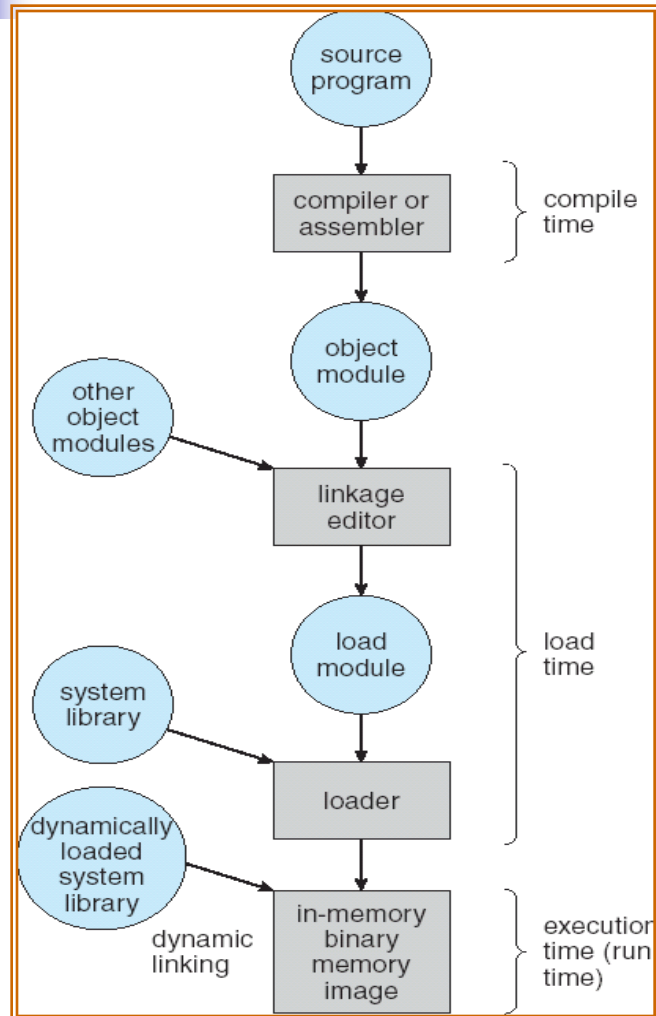 source
program
compiler or
assembler
compile
time
object
module
other
object
modules
linkage
editor
load
module
load
time
system
library
loader
dynamically
loaded
system
library
dynamic
linking
in-memory
binary
memory
image
execution
time (run
time)